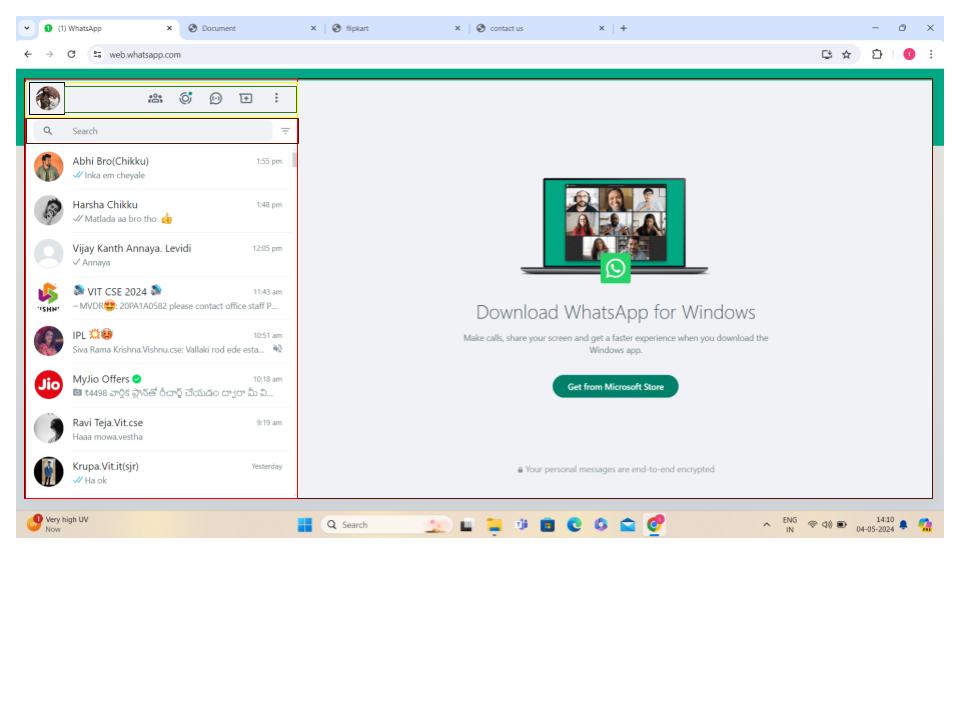 (1) WhatsApp
Document
flipkart
contact us
web.whatsapp.com
Search
Abhi Bro(Chikku) 1:55 pm
Inka em cheyale
Harsha Chikku 1:48 pm
Matlada aa bro tho 👍
Vijay Kanth Annaya. Levidi 12:05 pm
Annaya
VIT CSE 2024 11:43 am
~MVDR😍: 20PA1A0582 please contact office staff P...
IPL 💥🥵 10:51 am
Siva Rama Krishna.Vishnu.cse: Vallaki rod ede esta...
Jio
MyJio Offers 10:18 am
₹4498 వార్షిక ప్లాన్‌తో రీచార్జ్ చేయడం ద్వారా మీ వి...
Ravi Teja.Vit.cse 9:19 am
Haaa mowa.vestha
Krupa.Vit.it(sjr) Yesterday
Ha ok
Download WhatsApp for Windows
Make calls, share your screen and get a faster experience when you download the
Windows app.
Get from Microsoft Store
Your personal messages are end-to-end encrypted
Very high UV
Now
Search
ENG
IN
14:10
04-05-2024